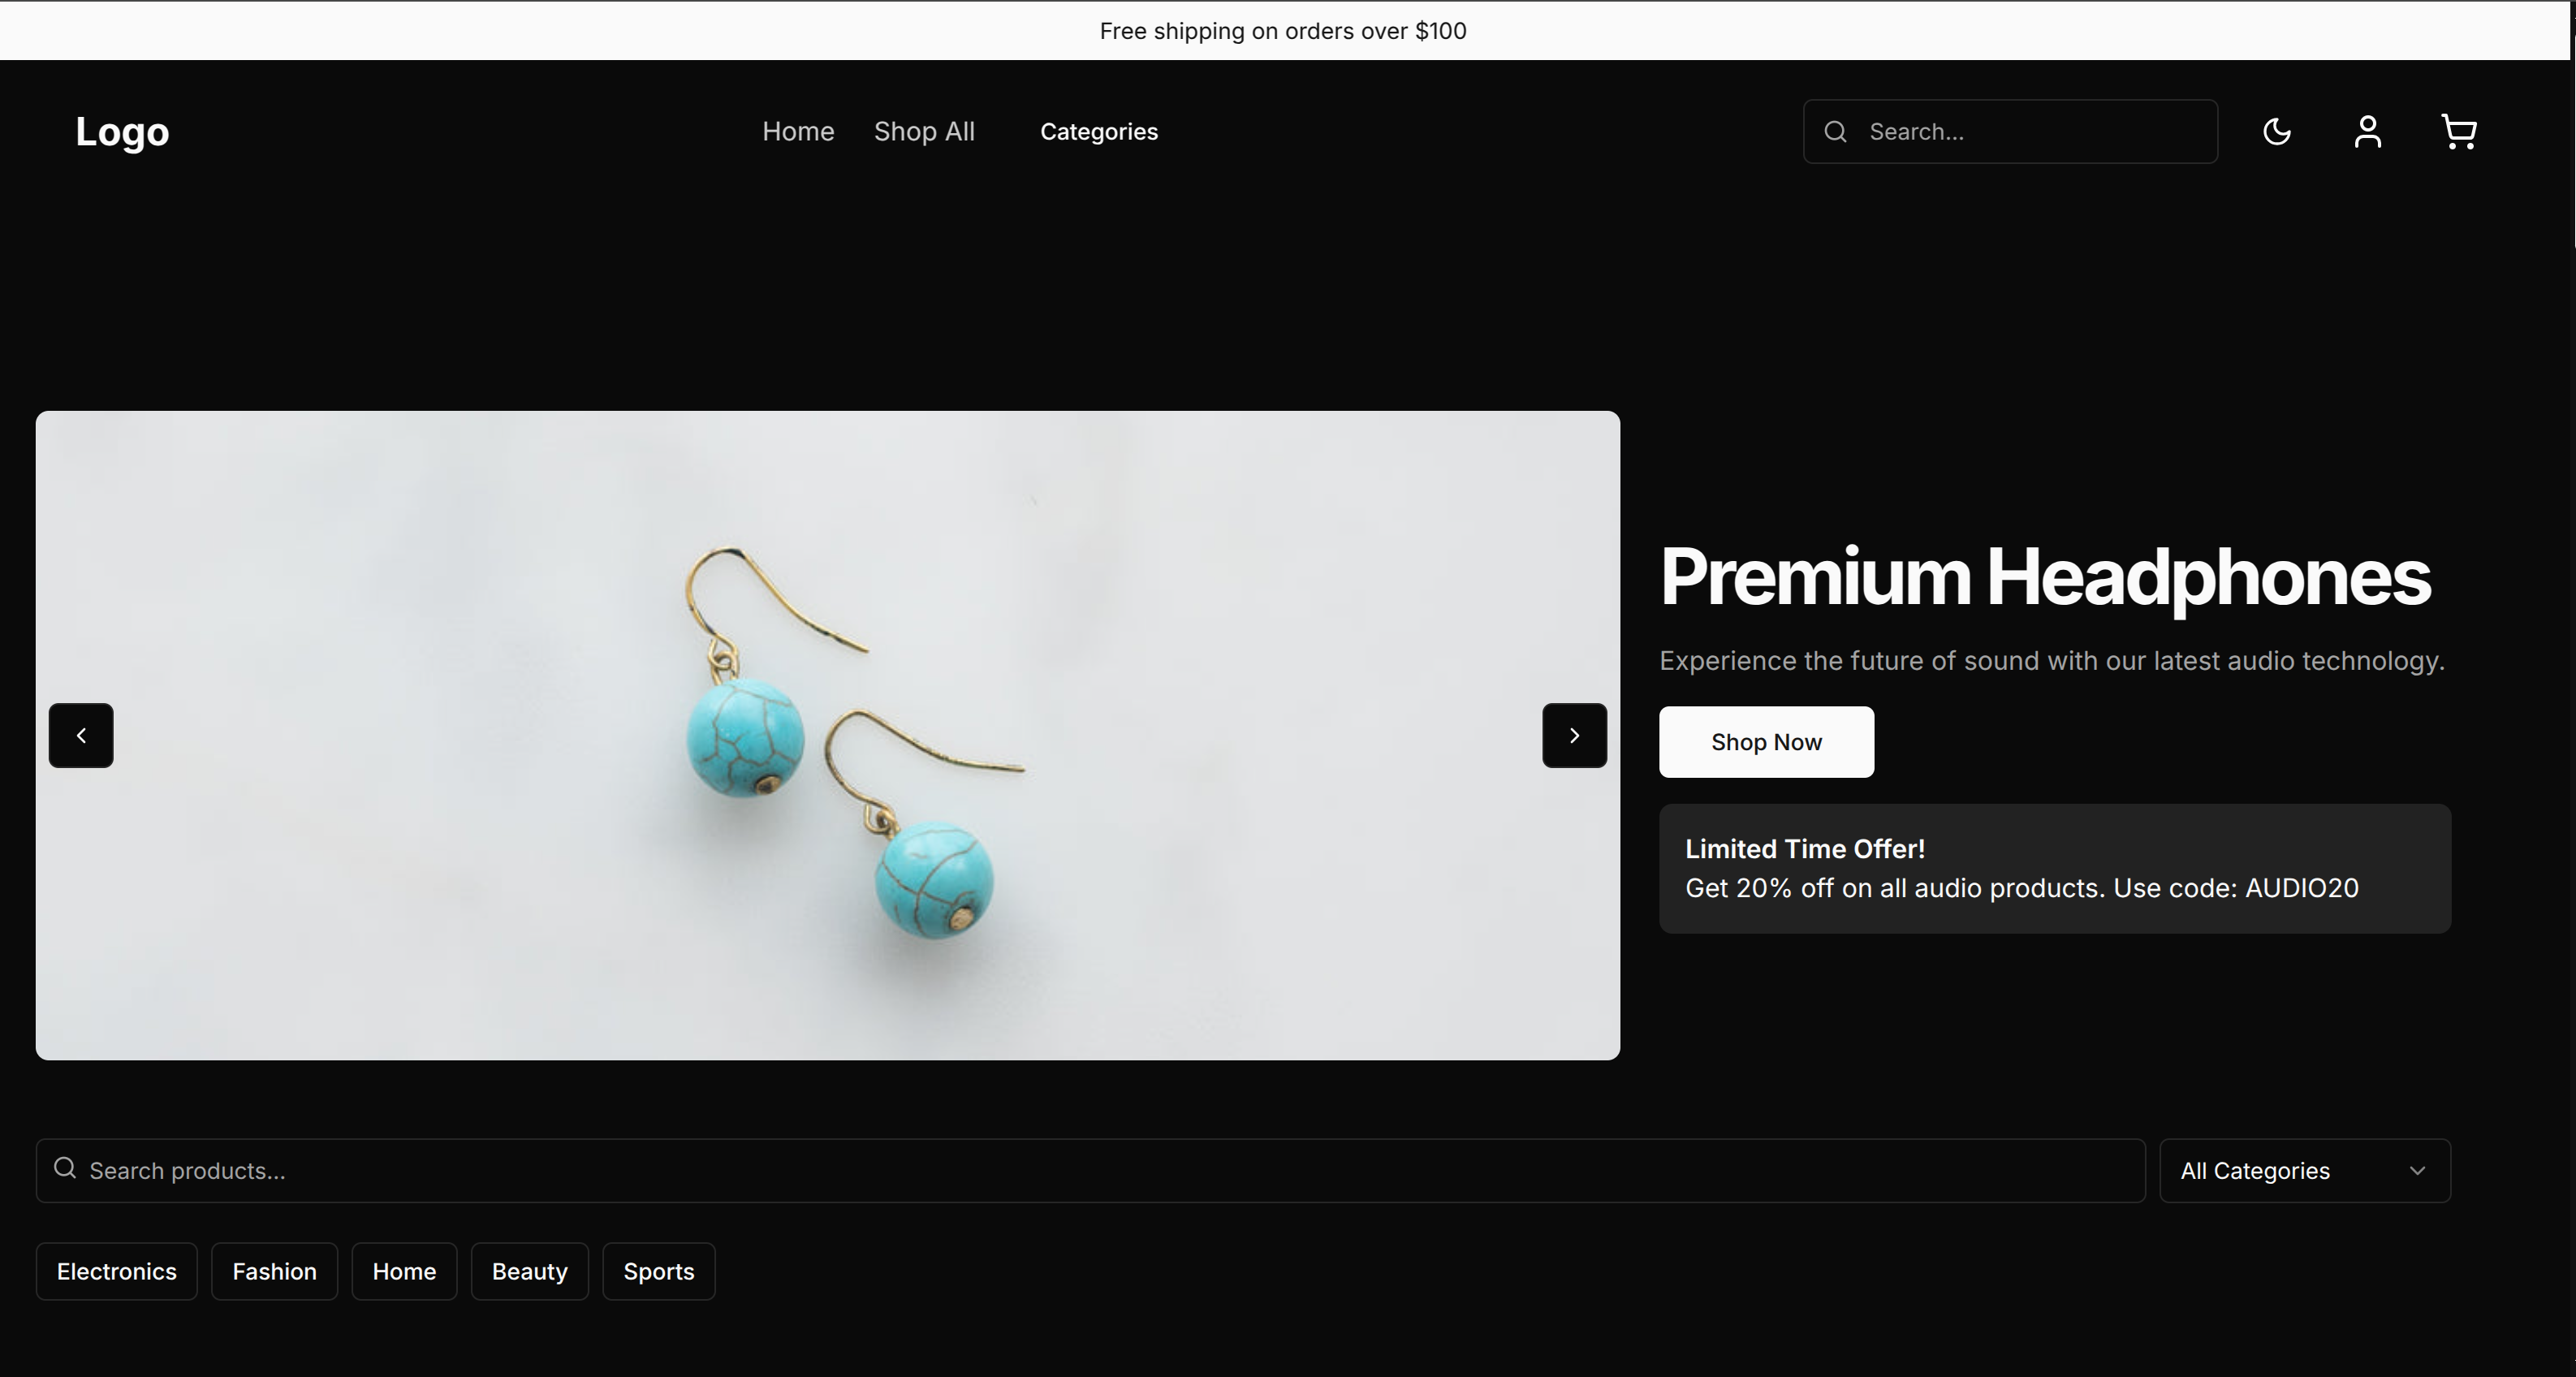 Free shipping on orders over $100
Logo
Home
Shop All
Categories
Search...
Premium Headphones
Experience the future of sound with our latest audio technology.
Shop Now
Limited Time Offer!
Get 20% off on all audio products. Use code: AUDIO20
Search products...
All Categories
Electronics
Fashion
Home
Beauty
Sports